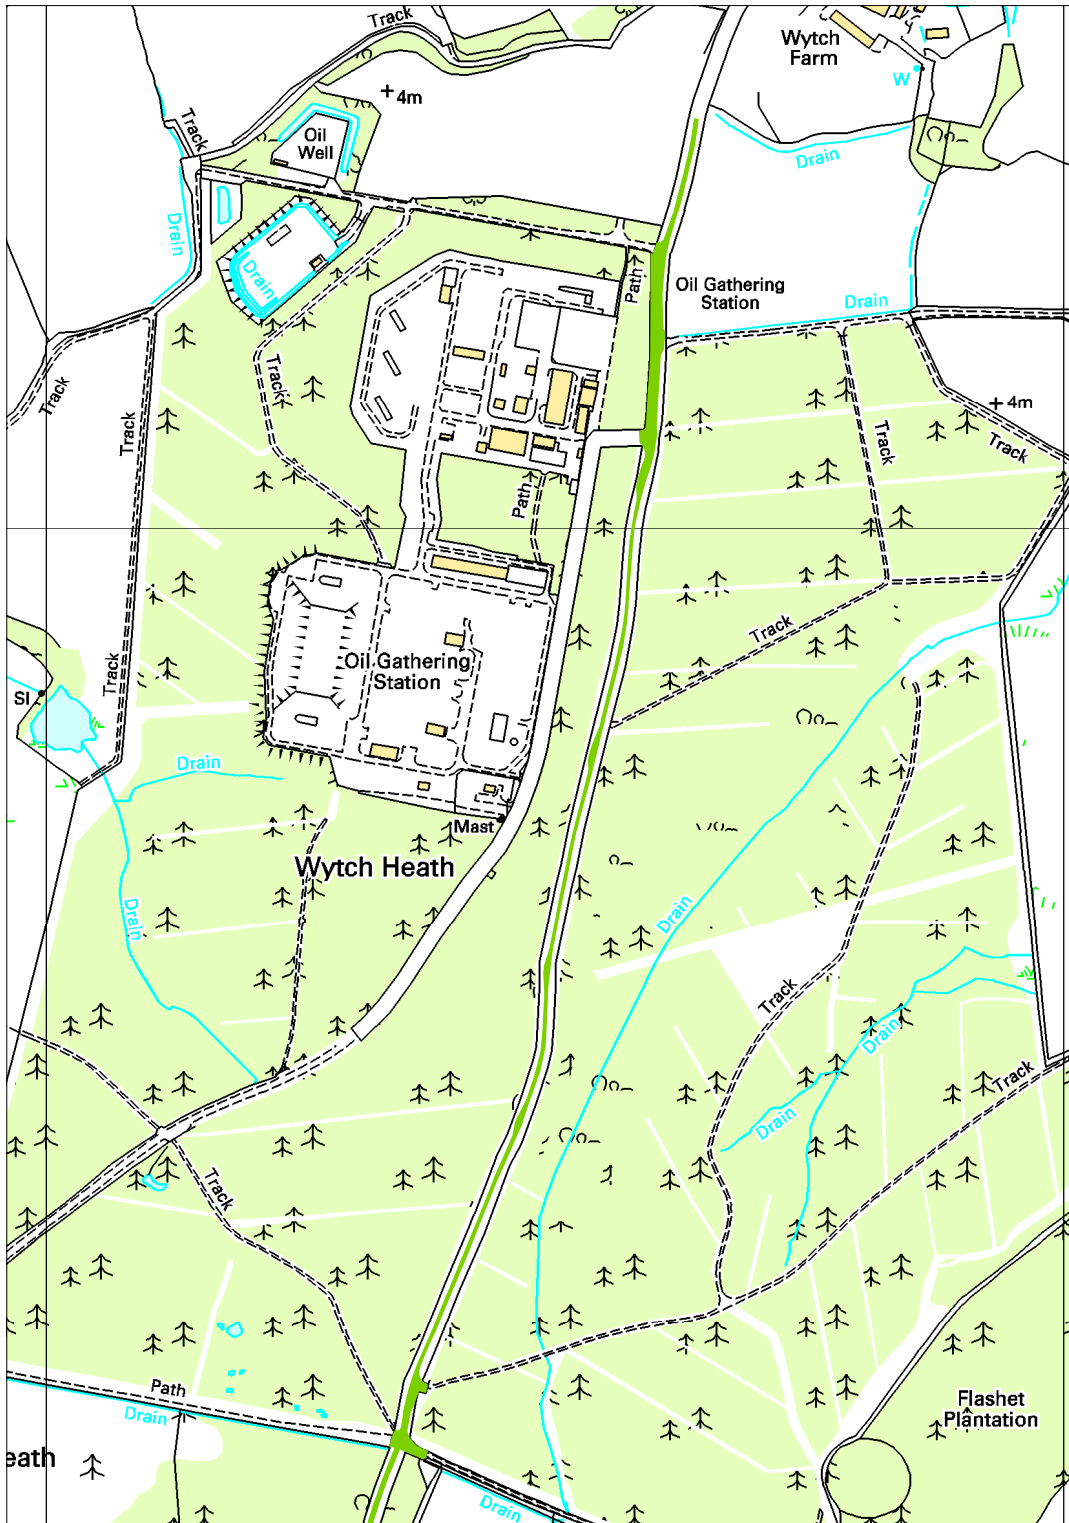 Track
Wytch
Farm
W
4m
Track
Oil
Well
Drain
Drain
Drain
Path
Oil Gathering
Station
Drain
Track
Track
4m
Track
Track
Track
Path
Track
Track
Oil Gathering
Station
SI
Drain
Mast
Wytch Heath
Drain
Drain
Track
Drain
Track
Drain
Track
Path
Drain
Flashet
Plantation
eath
Drain